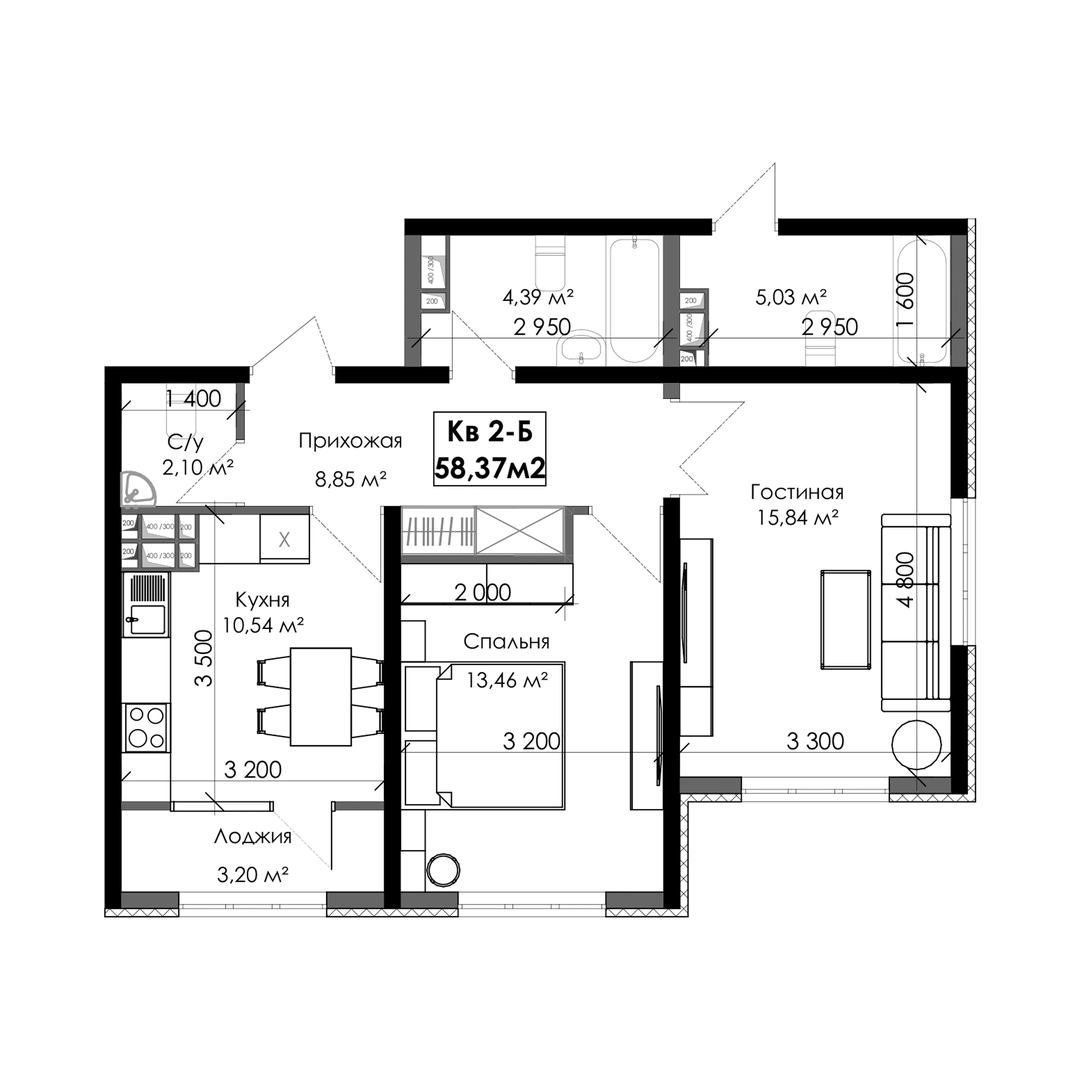 400 /300
200
4,39 м²
2 950
200
400 /300
200
5,03 м²
2 950
1 600
1 400
С/у
2,10 м²
Прихожая
8,85 м²
Кв 2-Б
58,37м2
Гостиная
15,84 м²
4 800
3 300
200
400 /300
200
200
400 /300
200
X
Кухня
10,54 м²
3 500
3 200
2 000
Спальня
13,46 м²
3 200
Лоджия
3,20 м²